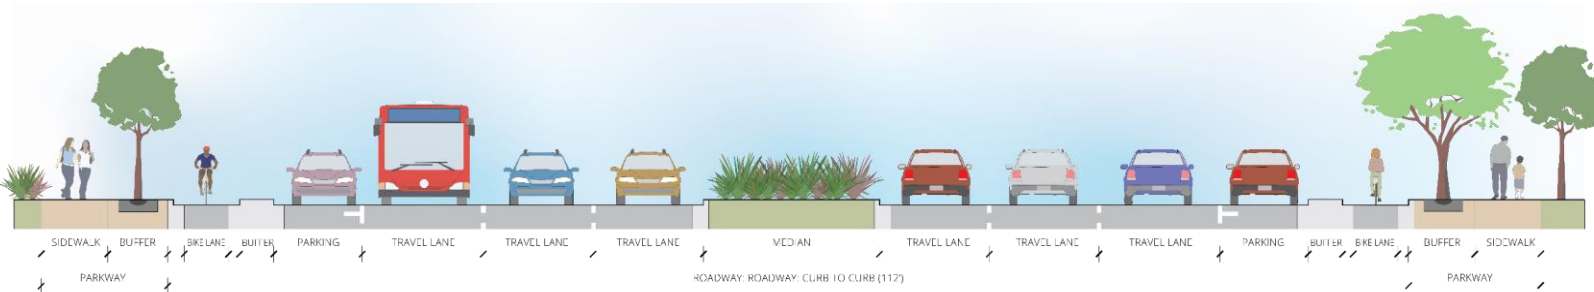 SIDEWALK BUFFER BIKE LANE BUFFER PARKING TRAVEL LANE TRAVEL LANE TRAVEL LANE MEDIAN TRAVEL LANE TRAVEL LANE TRAVEL LANE PARKING BUFFER BIKE LANE BUFFER SIDEWALK
PARKWAY ROADWAY: ROADWAY: CURB TO CURB (112') PARKWAY